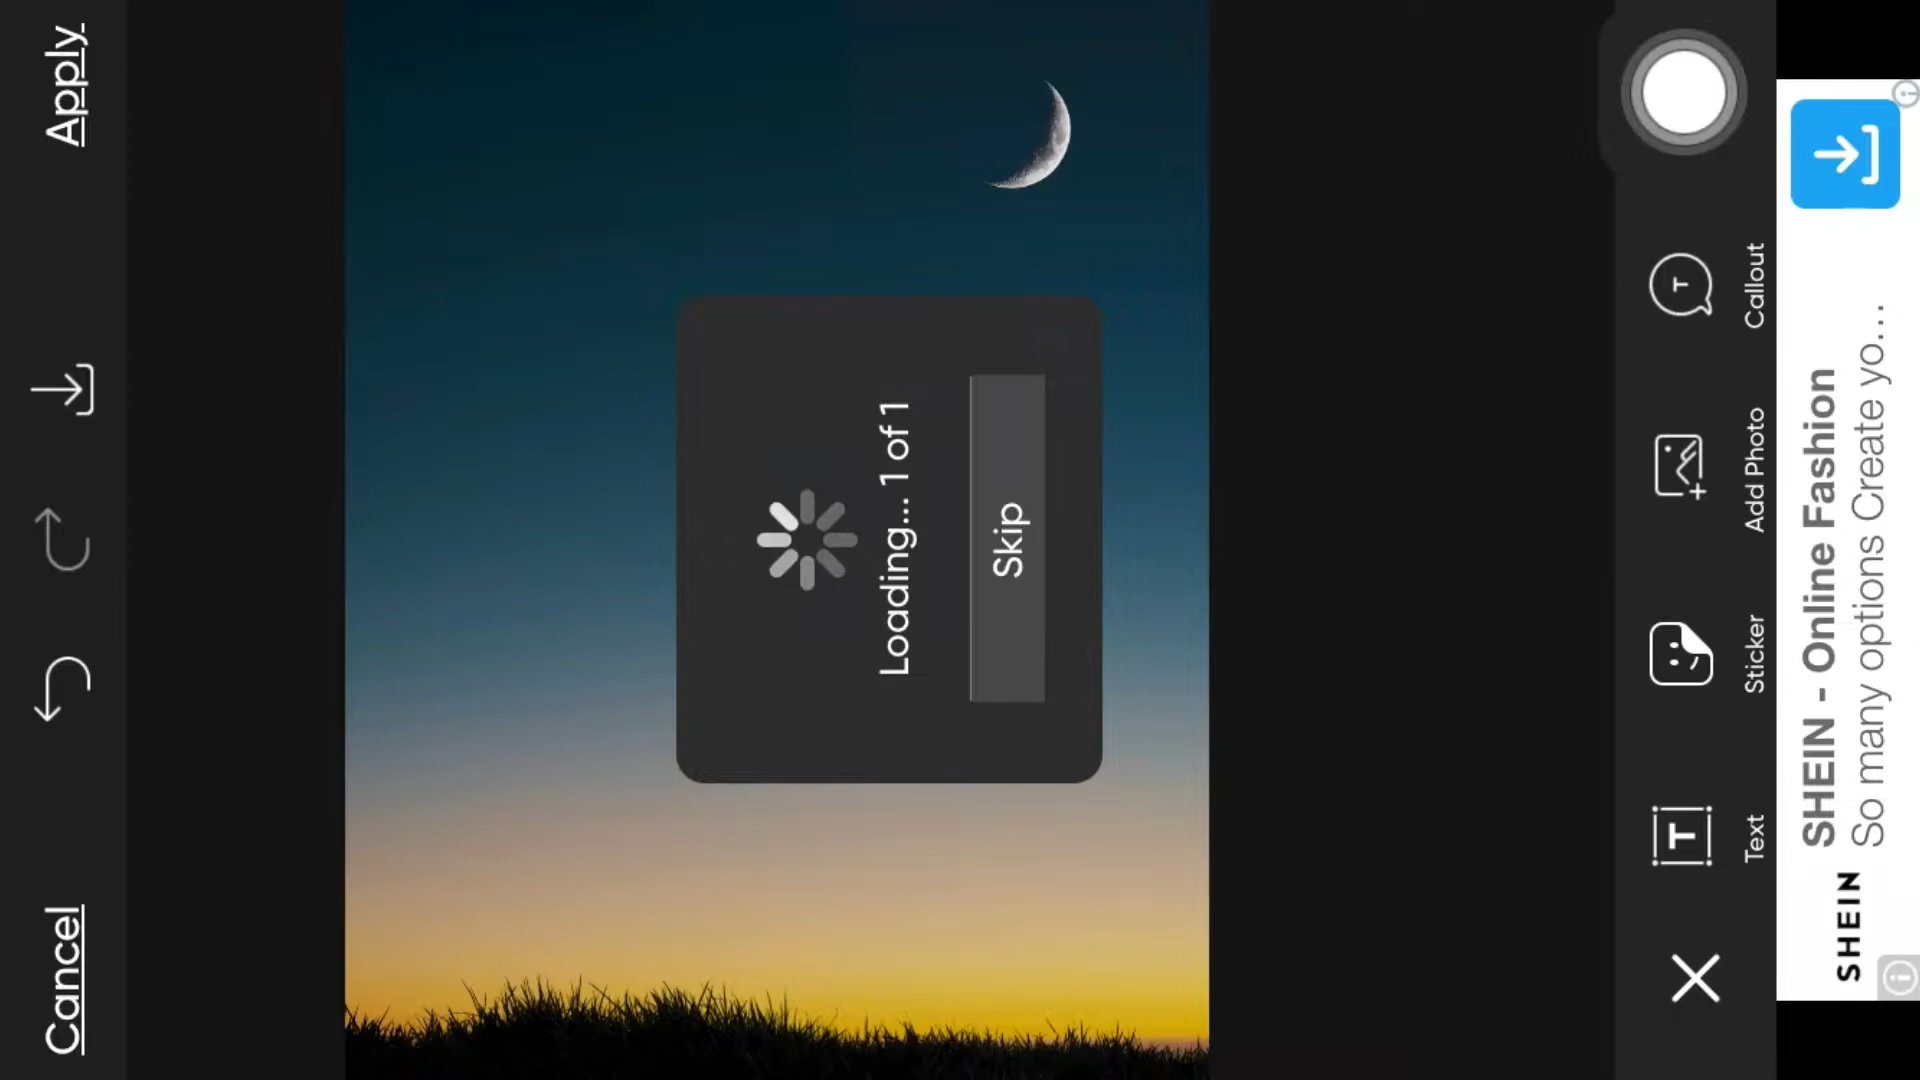 Cancel
Apply
Loading... 1 of 1
Skip
Text
Sticker
Add Photo
Callout
T
T
SHEIN
SHEIN - Online Fashion
So many options Create yo...